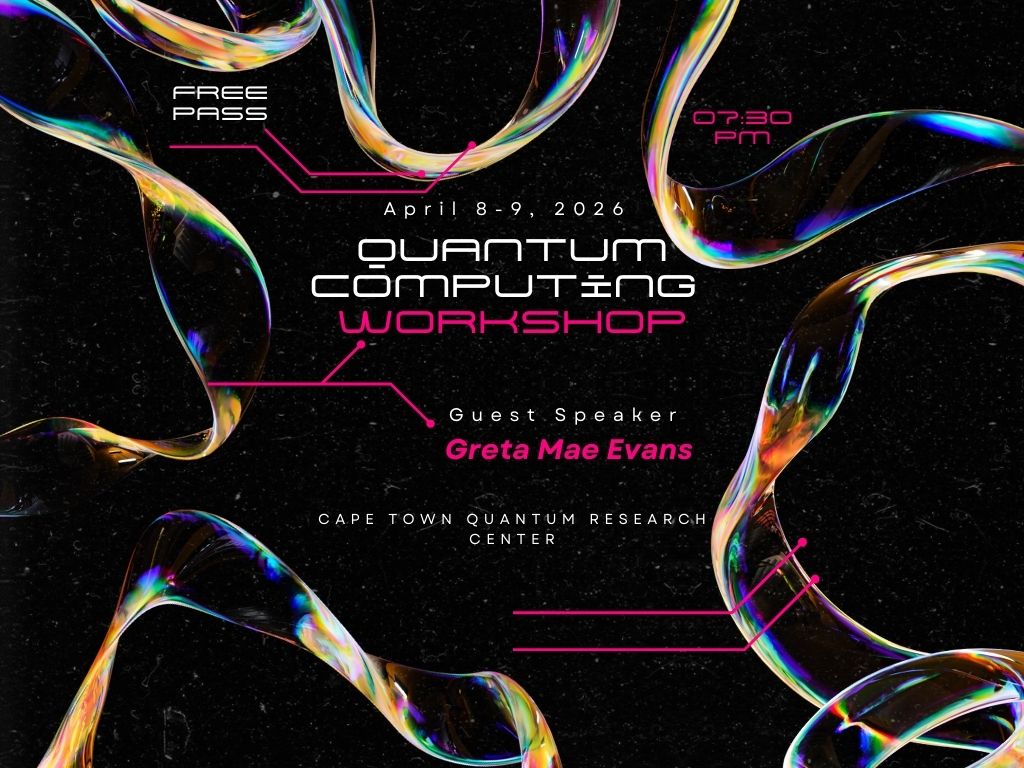 FREE
PASS
07:30
PM
April 8-9, 2026
QUANTUM
COMPUTING
WORKSHOP
Guest Speaker
Greta Mae Evans
CAPE TOWN QUANTUM RESEARCH
CENTER